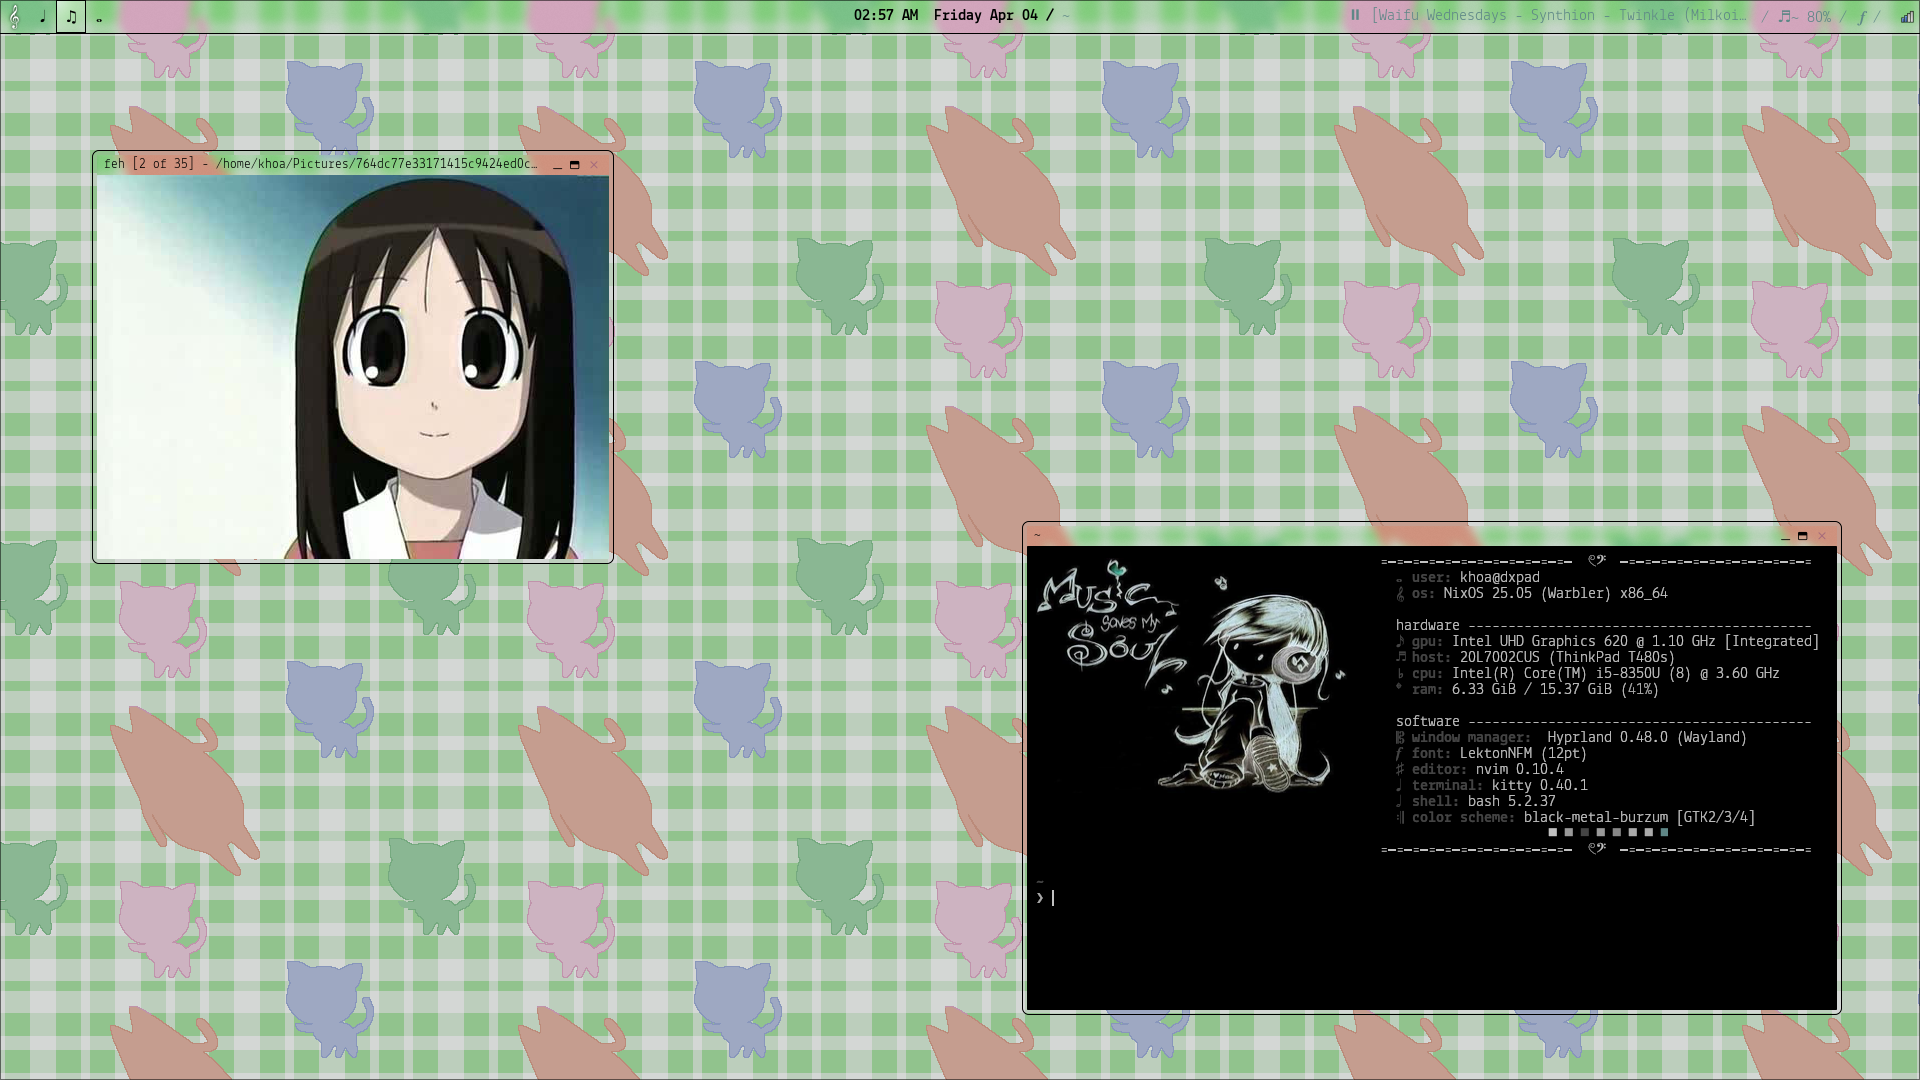 02:57 AM  Friday Apr 04 / ~
[Waifu Wednesdays - Synthion - Twinkle (Milkoi… / ♬~ 80% / f /
feh [2 of 35] - /home/khoa/Pictures/764dc77e33171415c9424ed0c…
~
Music
Saves My
Soul
user: khoa@dxpad
os: NixOS 25.05 (Warbler) x86_64
hardware -------------------------------------------
gpu: Intel UHD Graphics 620 @ 1.10 GHz [Integrated]
host: 20L7002CUS (ThinkPad T480s)
cpu: Intel(R) Core(TM) i5-8350U (8) @ 3.60 GHz
ram: 6.33 GiB / 15.37 GiB (41%)
software -------------------------------------------
window manager:  Hyprland 0.48.0 (Wayland)
f font: LektonNFM (12pt)
editor: nvim 0.10.4
terminal: kitty 0.40.1
shell: bash 5.2.37
color scheme: black-metal-burzum [GTK2/3/4]
~
❯